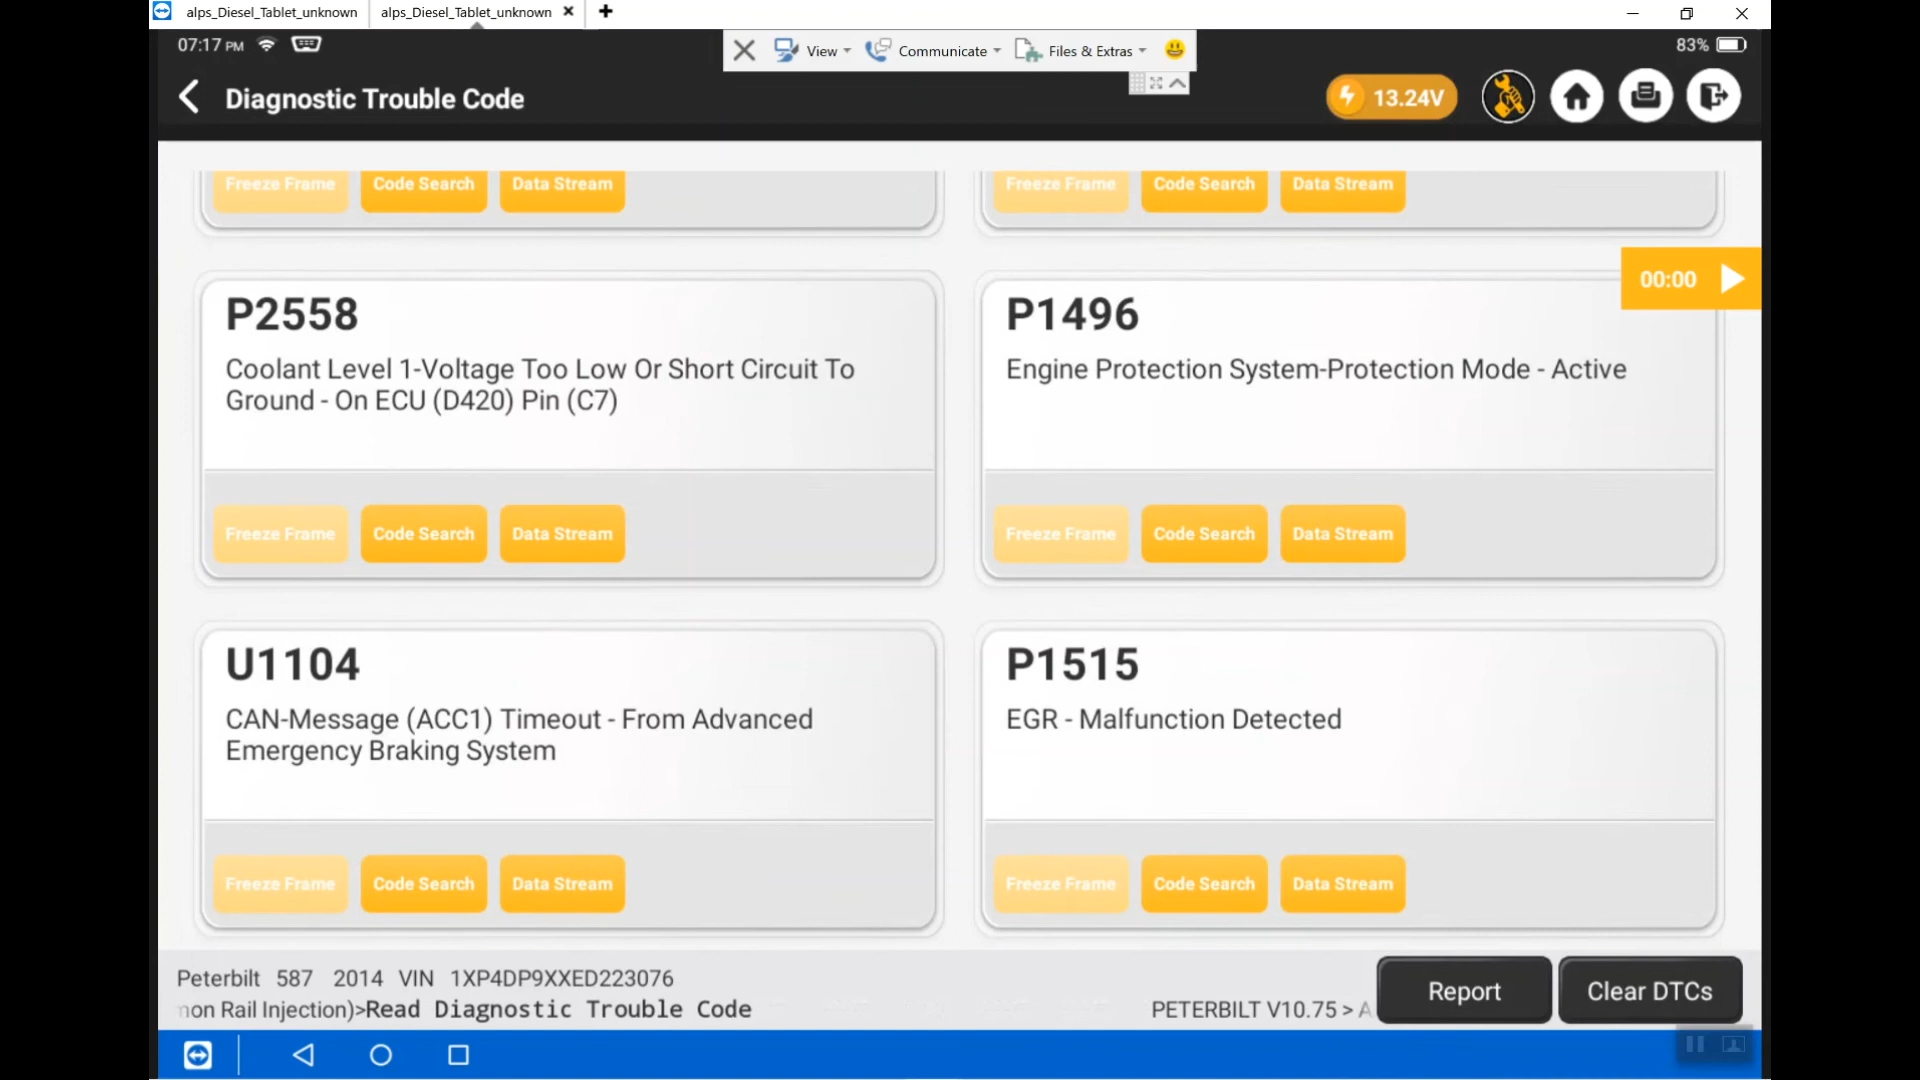 alps_Diesel_Tablet_unknown alps_Diesel_Tablet_unknown
07:17 PM
View Communicate Files & Extras
83%
Diagnostic Trouble Code
13.24V
Freeze Frame Code Search Data Stream
Freeze Frame Code Search Data Stream
00:00
P2558
Coolant Level 1-Voltage Too Low Or Short Circuit To
Ground - On ECU (D420) Pin (C7)
Freeze Frame Code Search Data Stream
P1496
Engine Protection System-Protection Mode - Active
Freeze Frame Code Search Data Stream
U1104
CAN-Message (ACC1) Timeout - From Advanced
Emergency Braking System
Freeze Frame Code Search Data Stream
P1515
EGR - Malfunction Detected
Freeze Frame Code Search Data Stream
Peterbilt 587 2014 VIN 1XP4DP9XXED223076
non Rail Injection)>Read Diagnostic Trouble Code
PETERBILT V10.75 > A
Report
Clear DTCs